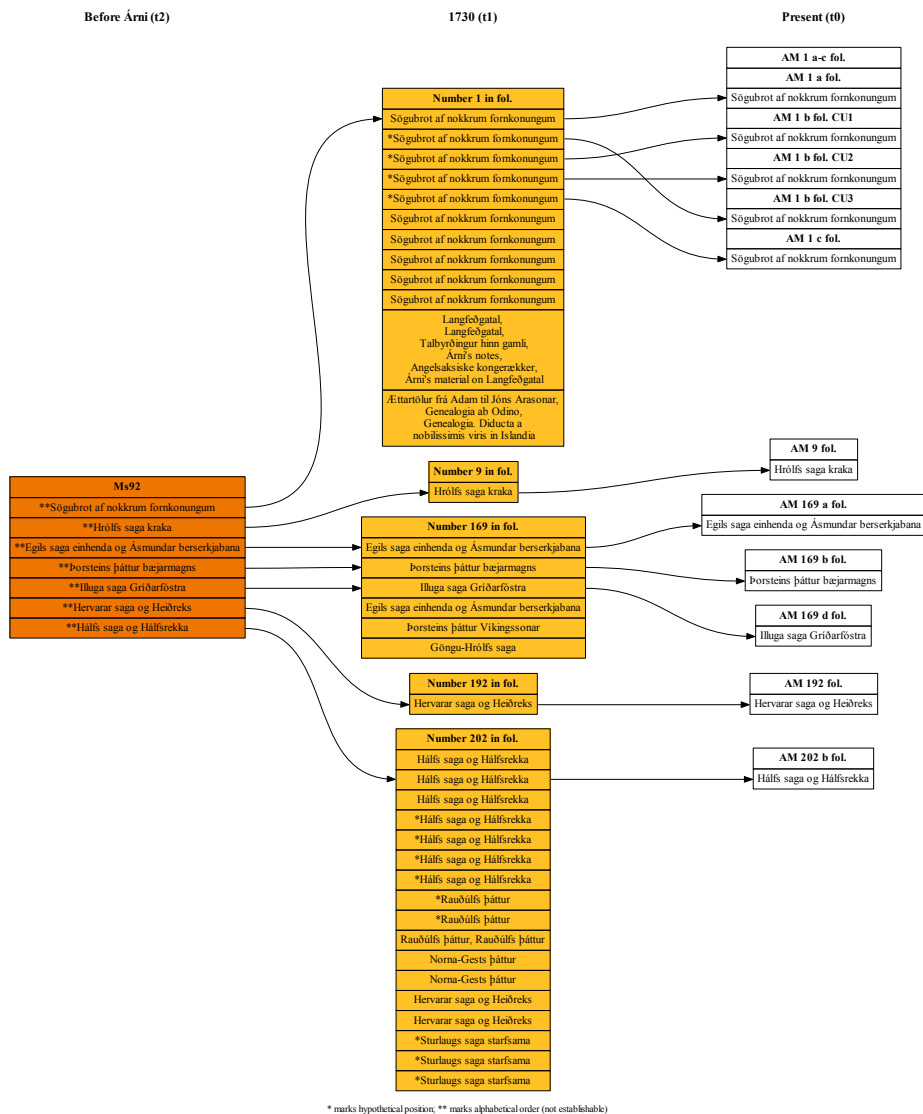 Before Árni (t2)
1730 (t1)
Present (t0)
Ms92
**Sögubrot af nokkrum fornkonungum
**Hrólfs saga kraka
**Egils saga einhenda og Ásmundar berserkjabana
**Þorsteins þáttur bæjarmagns
**Illuga saga Gríðarfóstra
**Hervarar saga og Heiðreks
**Hálfs saga og Hálfsrekka
Number 1 in fol.
Sögubrot af nokkrum fornkonungum
*Sögubrot af nokkrum fornkonungum
*Sögubrot af nokkrum fornkonungum
*Sögubrot af nokkrum fornkonungum
*Sögubrot af nokkrum fornkonungum
Sögubrot af nokkrum fornkonungum
Sögubrot af nokkrum fornkonungum
Sögubrot af nokkrum fornkonungum
Sögubrot af nokkrum fornkonungum
Sögubrot af nokkrum fornkonungum
Langfeðgatal,
Langfeðgatal,
Talbyrðingur hinn gamli,
Árni's notes,
Angelsaksiske kongerækker,
Árni's material on Langfeðgatal
Ættartölur frá Adam til Jóns Arasonar,
Genealogia ab Odino,
Genealogia. Diducta a
nobilissimis viris in Islandia
Number 9 in fol.
Hrólfs saga kraka
Number 169 in fol.
Egils saga einhenda og Ásmundar berserkjabana
Þorsteins þáttur bæjarmagns
Illuga saga Gríðarfóstra
Egils saga einhenda og Ásmundar berserkjabana
Þorsteins þáttur Víkingssonar
Göngu-Hrólfs saga
Number 192 in fol.
Hervarar saga og Heiðreks
Number 202 in fol.
Hálfs saga og Hálfsrekka
Hálfs saga og Hálfsrekka
Hálfs saga og Hálfsrekka
*Hálfs saga og Hálfsrekka
*Hálfs saga og Hálfsrekka
*Hálfs saga og Hálfsrekka
*Hálfs saga og Hálfsrekka
*Rauðúlfs þáttur
*Rauðúlfs þáttur
Rauðúlfs þáttur, Rauðúlfs þáttur
Norna-Gests þáttur
Norna-Gests þáttur
Hervarar saga og Heiðreks
Hervarar saga og Heiðreks
*Sturlaugs saga starfsama
*Sturlaugs saga starfsama
*Sturlaugs saga starfsama
AM 1 a-c fol.
AM 1 a fol.
Sögubrot af nokkrum fornkonungum
AM 1 b fol. CU1
Sögubrot af nokkrum fornkonungum
AM 1 b fol. CU2
Sögubrot af nokkrum fornkonungum
AM 1 b fol. CU3
Sögubrot af nokkrum fornkonungum
AM 1 c fol.
Sögubrot af nokkrum fornkonungum
AM 9 fol.
Hrólfs saga kraka
AM 169 a fol.
Egils saga einhenda og Ásmundar berserkjabana
AM 169 b fol.
Þorsteins þáttur bæjarmagns
AM 169 d fol.
Illuga saga Gríðarfóstra
AM 192 fol.
Hervarar saga og Heiðreks
AM 202 b fol.
Hálfs saga og Hálfsrekka
* marks hypothetical position; ** marks alphabetical order (not establishable)